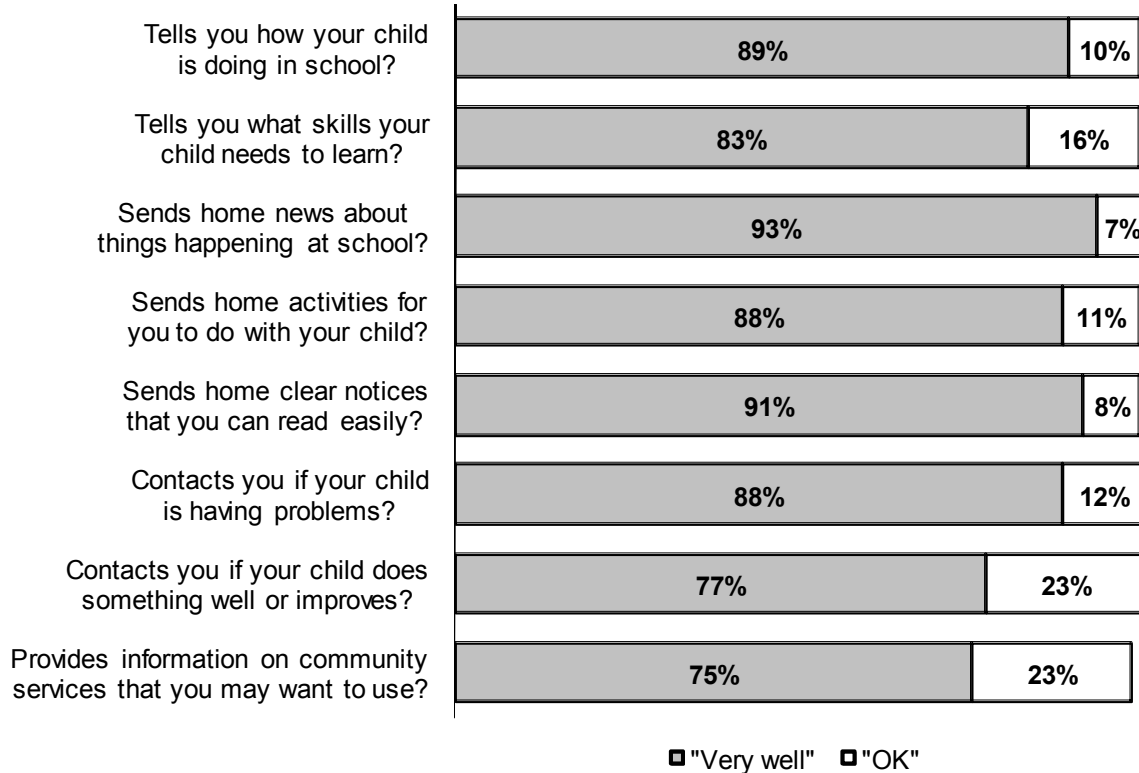 Tells you how your child
is doing in school?
89%
10%
Tells you what skills your
child needs to learn?
83%
16%
Sends home news about
things happening at school?
93%
7%
Sends home activities for
you to do with your child?
88%
11%
Sends home clear notices
that you can read easily?
91%
8%
Contacts you if your child
is having problems?
88%
12%
Contacts you if your child does
something well or improves?
77%
23%
Provides information on community
services that you may want to use?
75%
23%
"Very well" "OK"